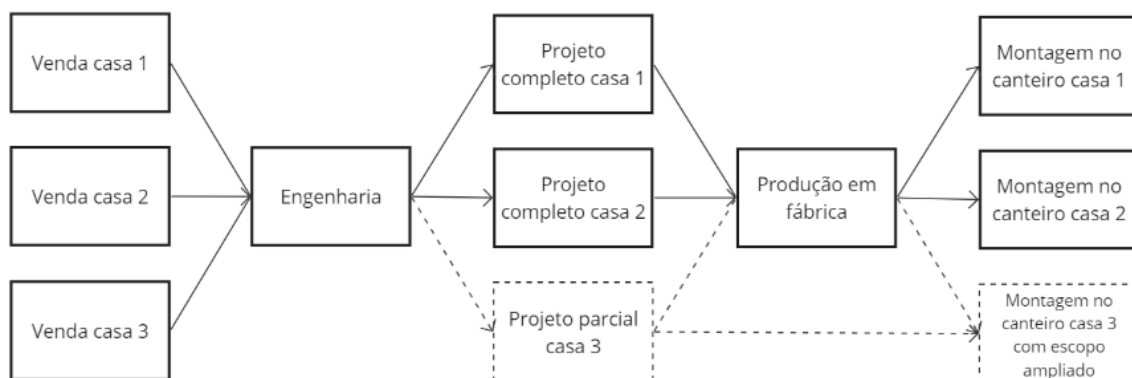 Venda casa 1
Venda casa 2
Venda casa 3
Engenharia
Projeto
completo casa 1
Projeto
completo casa 2
Projeto parcial
casa 3
Produção em
fábrica
Montagem no
canteiro casa 1
Montagem no
canteiro casa 2
Montagem no
canteiro casa 3
com escopo
ampliado